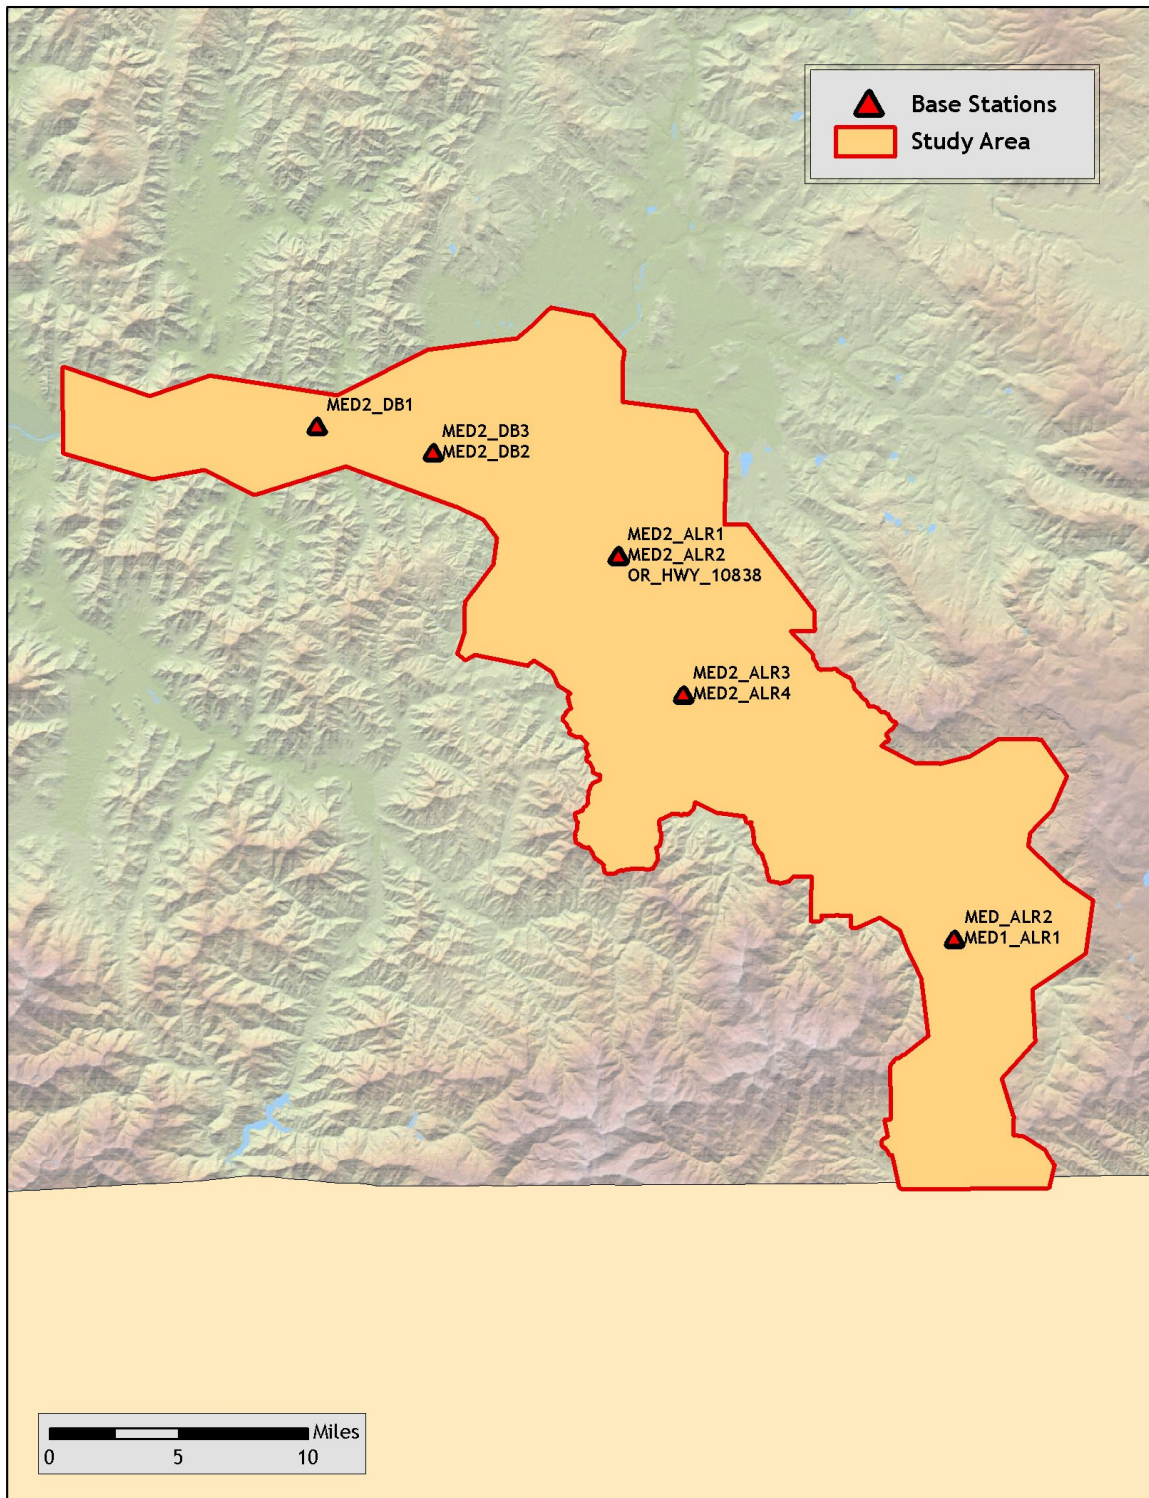 Base Stations
Study Area
MED2_DB1
MED2_DB3
MED2_DB2
MED2_ALR1
MED2_ALR2
OR_HWY_10838
MED2_ALR3
MED2_ALR4
MED_ALR2
MED1_ALR1
Miles
0 5 10